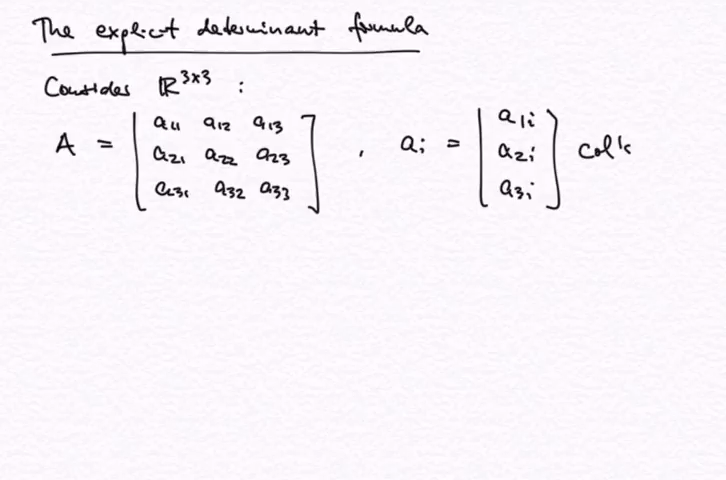 The explicit determinant formula
Consider ℝ^{3×3} :
A = [ a₁₁ a₁₂ a₁₃ ; a₂₁ a₂₂ a₂₃ ; a₃₁ a₃₂ a₃₃ ] , aᵢ = [ a₁ᵢ ; a₂ᵢ ; a₃ᵢ ] col's